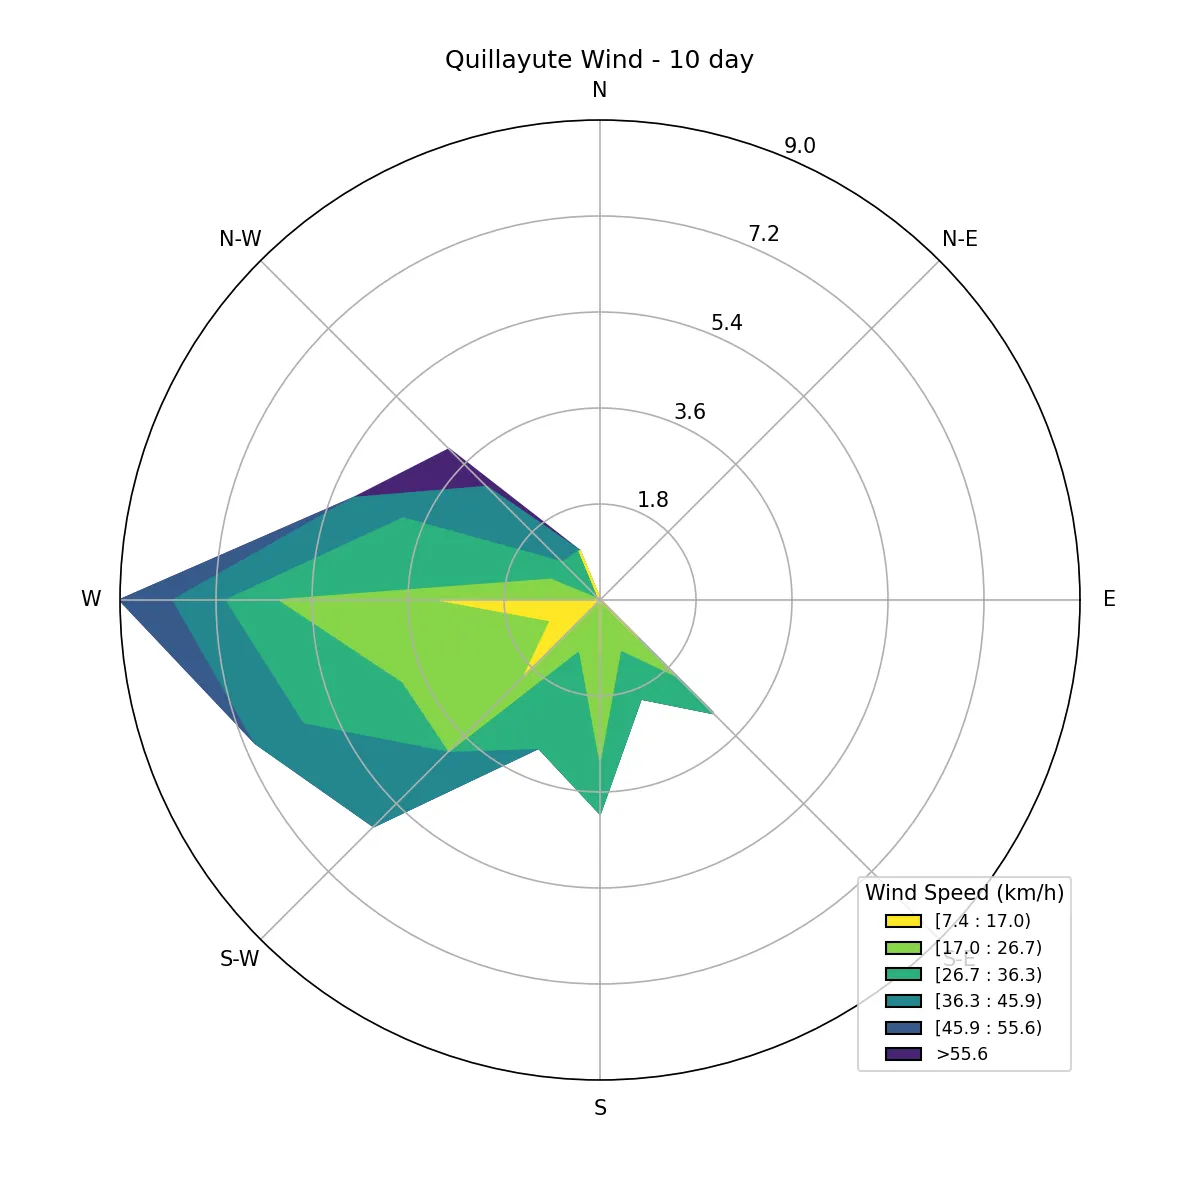 Quillayute Wind - 10 day
N
9.0
N-W
7.2
N-E
5.4
3.6
1.8
W
E
Wind Speed (km/h)
[7.4 : 17.0)
[17.0 : 26.7)
S-W
S-E
[26.7 : 36.3)
[36.3 : 45.9)
[45.9 : 55.6)
>55.6
S